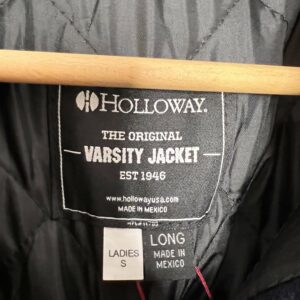 HOLLOWAY.
THE ORIGINAL
VARSITY JACKET
EST 1946
www.hollowayusa.com
MADE IN
MEXICO
LADIES
S
LONG
MADE IN
MEXICO